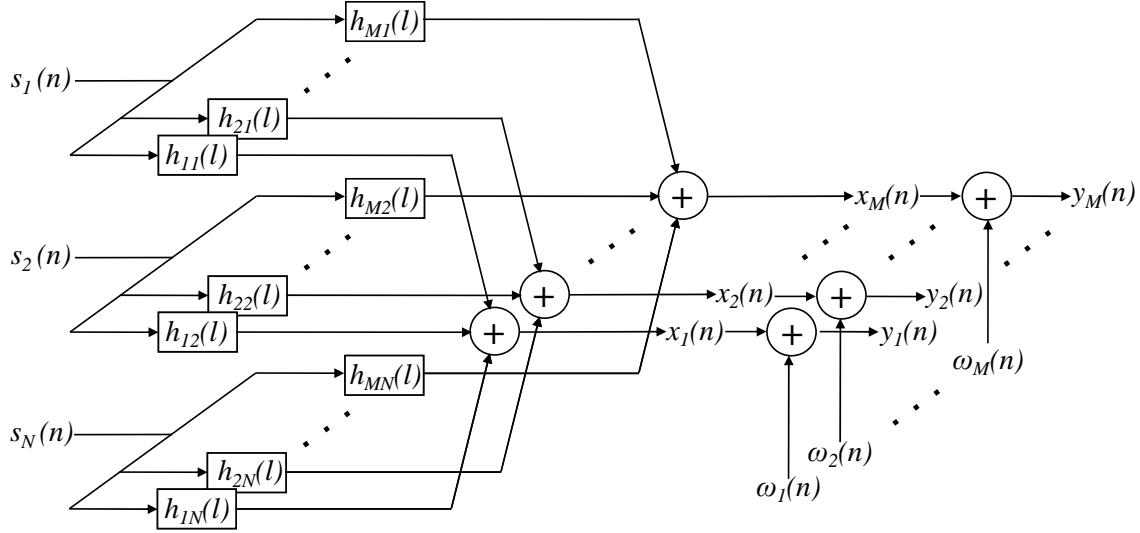 h_{M1}(l)
s_1(n)
h_{21}(l)
h_{11}(l)
h_{M2}(l)
+ x_M(n) + y_M(n)
s_2(n)
h_{22}(l)
+ x_2(n) + y_2(n)
h_{12}(l)
+ x_1(n) + y_1(n)
h_{MN}(l)
ω_M(n)
s_N(n)
h_{2N}(l)
ω_2(n)
h_{1N}(l)
ω_1(n)